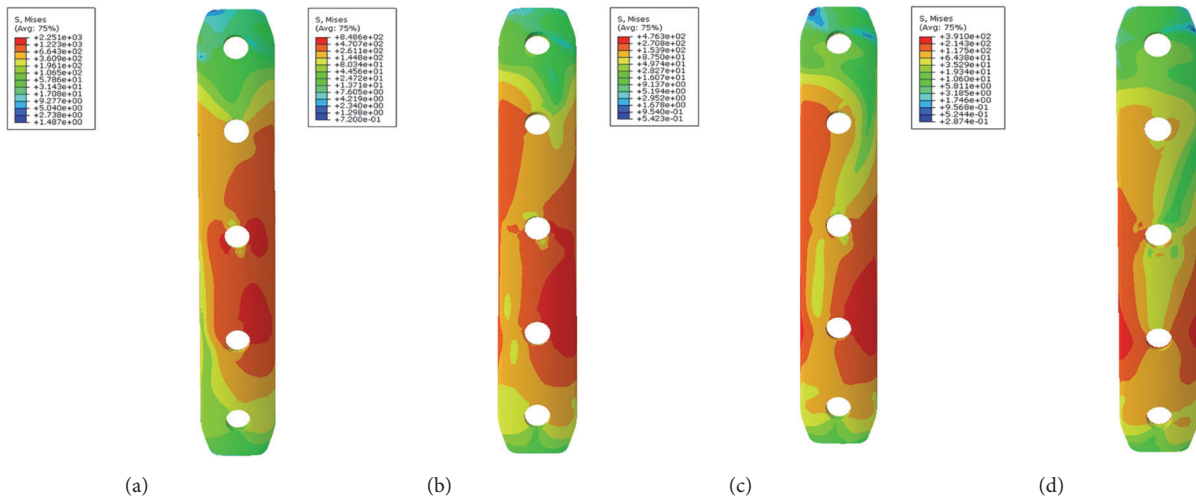 S, Mises
(Avg: 75%)
+2.251e+03
+1.223e+03
+6.643e+02
+3.609e+02
+1.961e+02
+1.065e+02
+5.786e+01
+3.143e+01
+1.708e+01
+9.277e+00
+5.040e+00
+2.738e+00
+1.487e+00
(a)
S, Mises
(Avg: 75%)
+8.486e+02
+4.707e+02
+2.611e+02
+1.448e+02
+8.034e+01
+4.456e+01
+2.472e+01
+1.371e+01
+7.605e+00
+4.219e+00
+2.340e+00
+1.298e+00
+7.200e-01
(b)
S, Mises
(Avg: 75%)
+4.763e+02
+2.708e+02
+1.539e+02
+8.750e+01
+4.974e+01
+2.827e+01
+1.607e+01
+9.137e+00
+5.194e+00
+2.952e+00
+1.678e+00
+9.540e-01
+5.423e-01
(c)
S, Mises
(Avg: 75%)
+3.910e+02
+2.143e+02
+1.175e+02
+6.438e+01
+3.529e+01
+1.934e+01
+1.060e+01
+5.811e+00
+3.185e+00
+1.746e+00
+9.568e-01
+5.244e-01
+2.874e-01
(d)